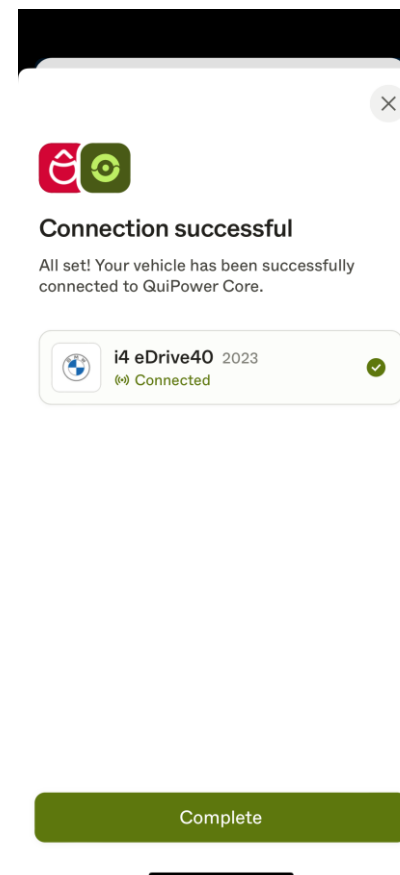 Connection successful
All set! Your vehicle has been successfully
connected to QuiPower Core.
i4 eDrive40 2023
Connected
Complete